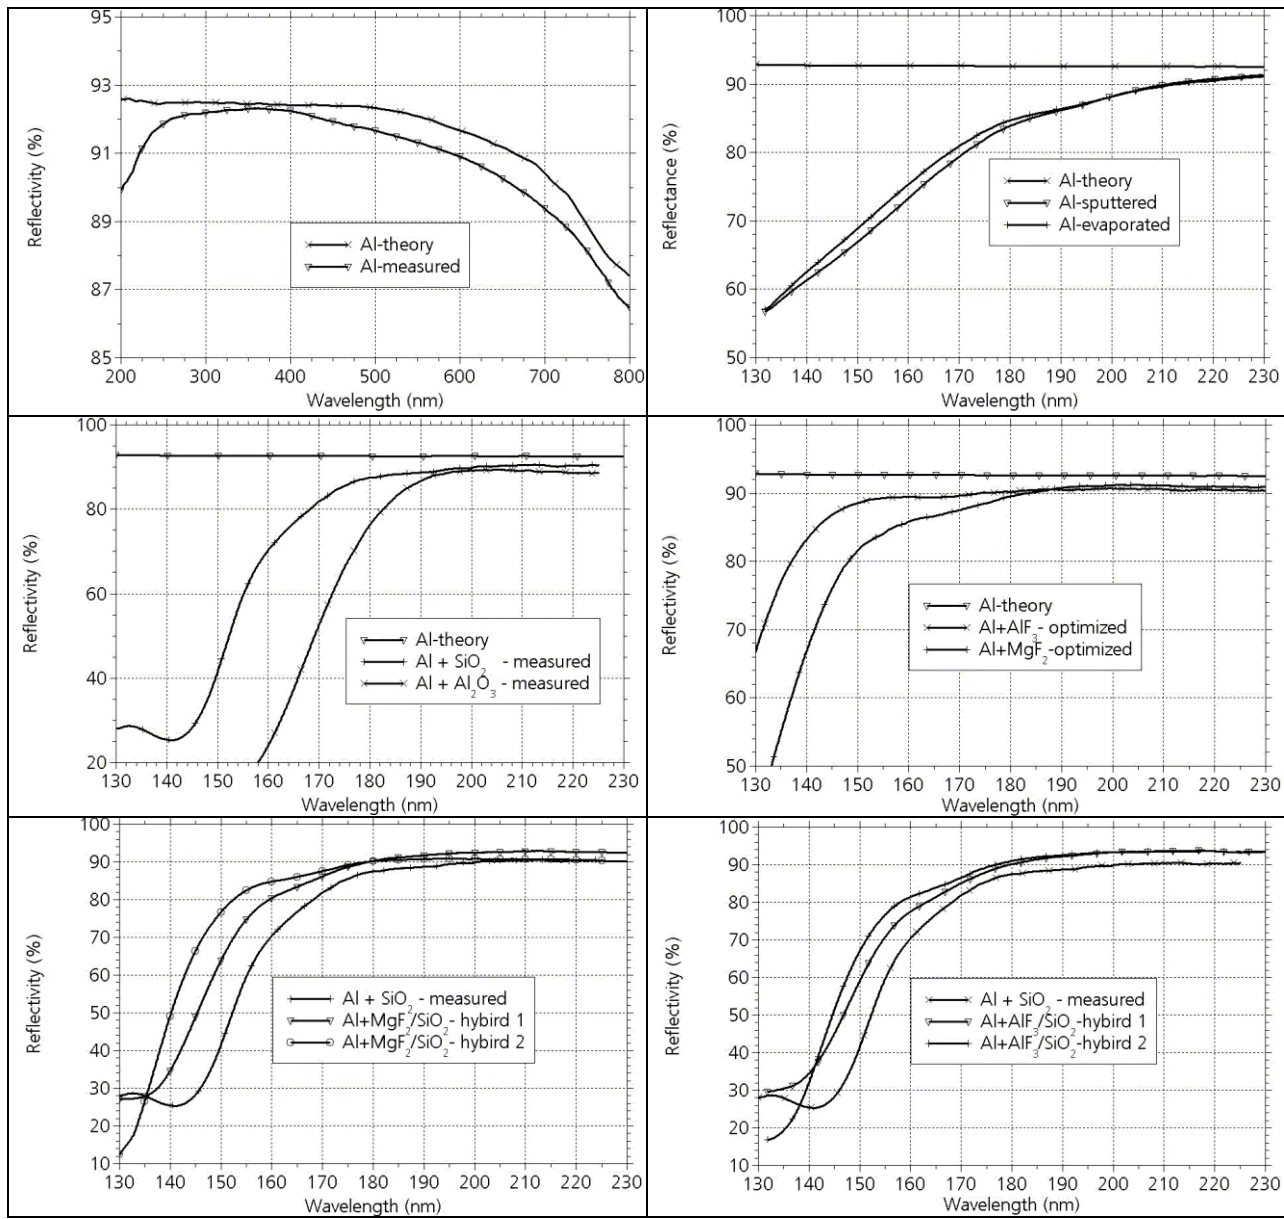 95
93
91
89
87
85
Reflectivity (%)
Al-theory
Al-measured
200 300 400 500 600 700 800
Wavelength (nm)
100
90
80
70
60
50
Reflectance (%)
Al-theory
Al-sputtered
Al-evaporated
130 140 150 160 170 180 190 200 210 220 230
Wavelength (nm)
100
80
60
40
20
Reflectivity (%)
Al-theory
Al + SiO2 - measured
Al + Al2O3 - measured
130 140 150 160 170 180 190 200 210 220 230
Wavelength (nm)
100
90
80
70
60
50
Reflectivity (%)
Al-theory
Al+AlF3- optimized
Al+MgF2-optimized
130 140 150 160 170 180 190 200 210 220 230
Wavelength (nm)
100
90
80
70
60
50
40
30
20
10
Reflectivity (%)
Al + SiO2 - measured
Al+MgF2/SiO2- hybird 1
Al+MgF2/SiO2- hybird 2
130 140 150 160 170 180 190 200 210 220 230
Wavelength (nm)
100
90
80
70
60
50
40
30
20
10
Reflectivity (%)
Al + SiO2 - measured
Al+AlF3/SiO2-hybird 1
Al+AlF3/SiO2-hybird 2
130 140 150 160 170 180 190 200 210 220 230
Wavelength (nm)